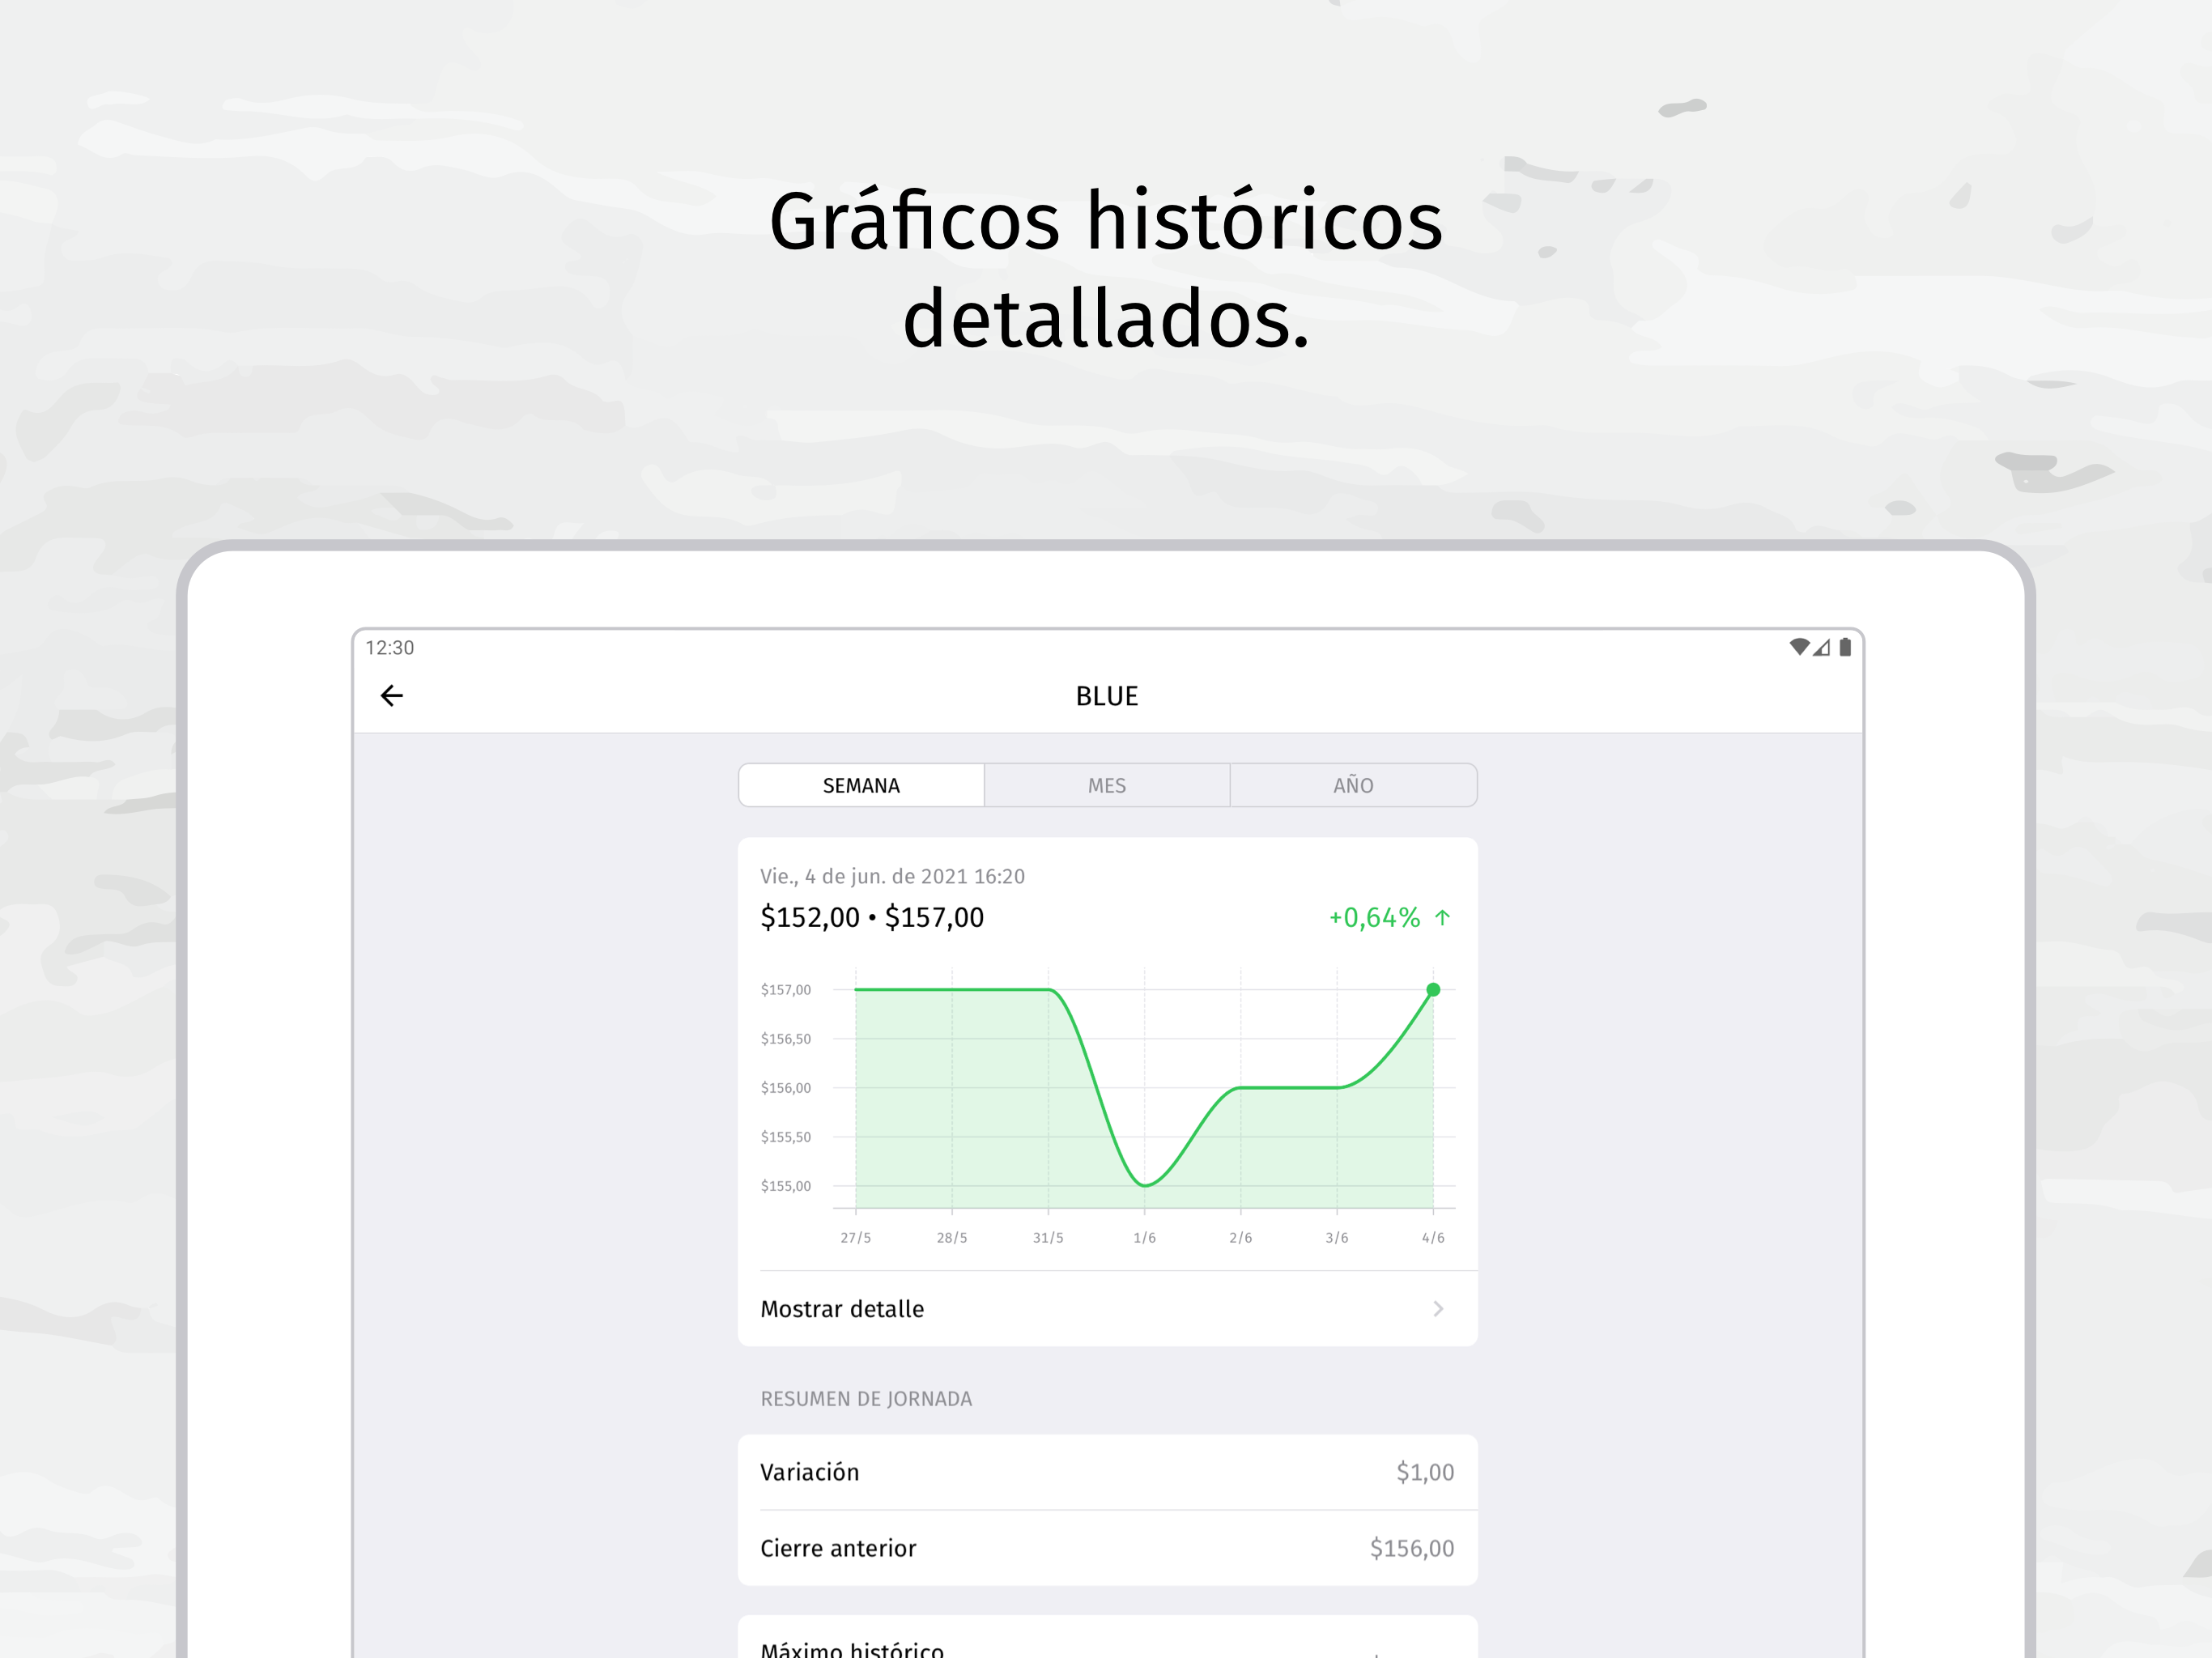 Gráficos históricos
detallados.
12:30
BLUE
SEMANA MES AÑO
Vie., 4 de jun. de 2021 16:20
$152,00 • $157,00 +0,64% ↑
$157,00
$156,50
$156,00
$155,50
$155,00
27/5 28/5 31/5 1/6 2/6 3/6 4/6
Mostrar detalle
RESUMEN DE JORNADA
Variación $1,00
Cierre anterior $156,00
Máximo histórico